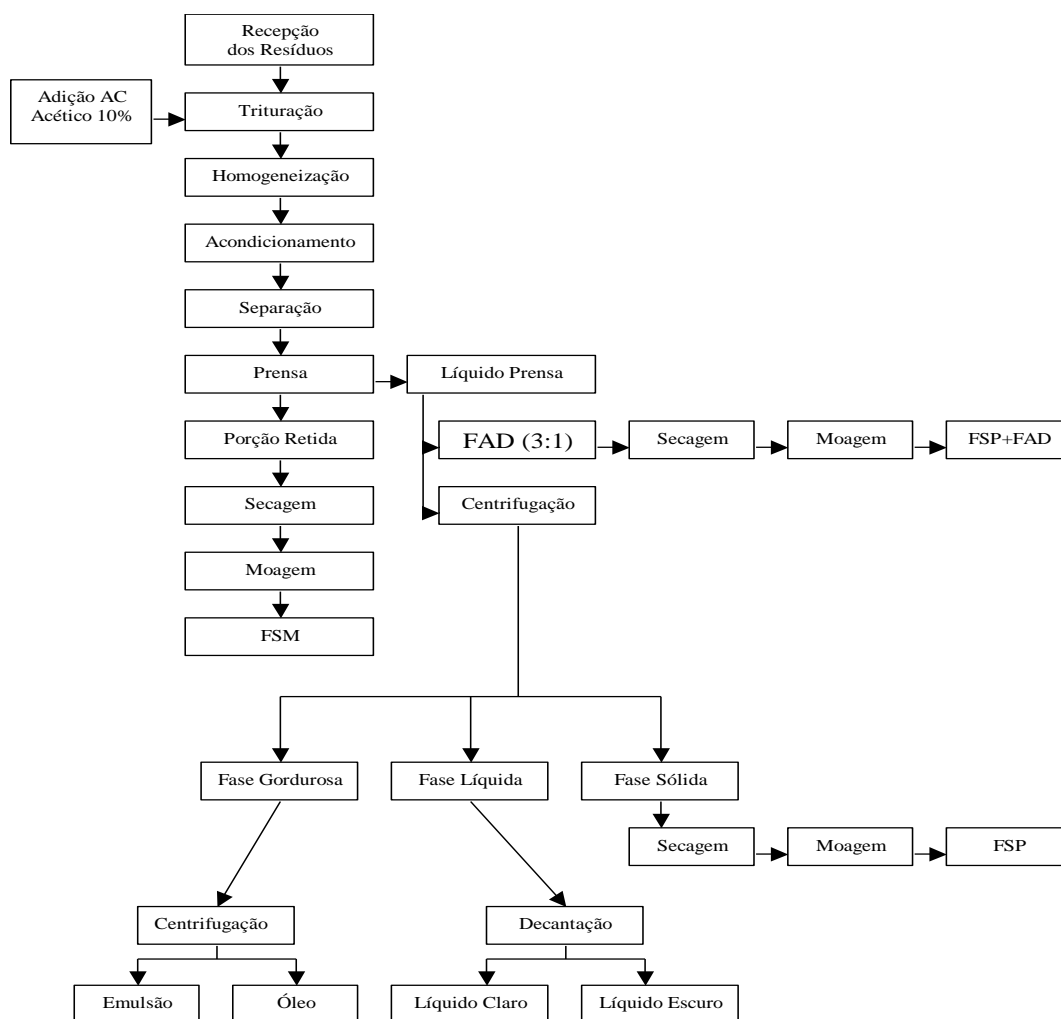 Recepção
dos Resíduos
Adição AC
Acético 10%
Trituração
Homogeneização
Acondicionamento
Separação
Prensa
Líquido Prensa
Porção Retida
FAD (3:1)
Secagem
Moagem
FSP+FAD
Secagem
Centrifugação
Moagem
FSM
Fase Gordurosa
Fase Líquida
Fase Sólida
Secagem
Moagem
FSP
Centrifugação
Decantação
Emulsão
Óleo
Líquido Claro
Líquido Escuro